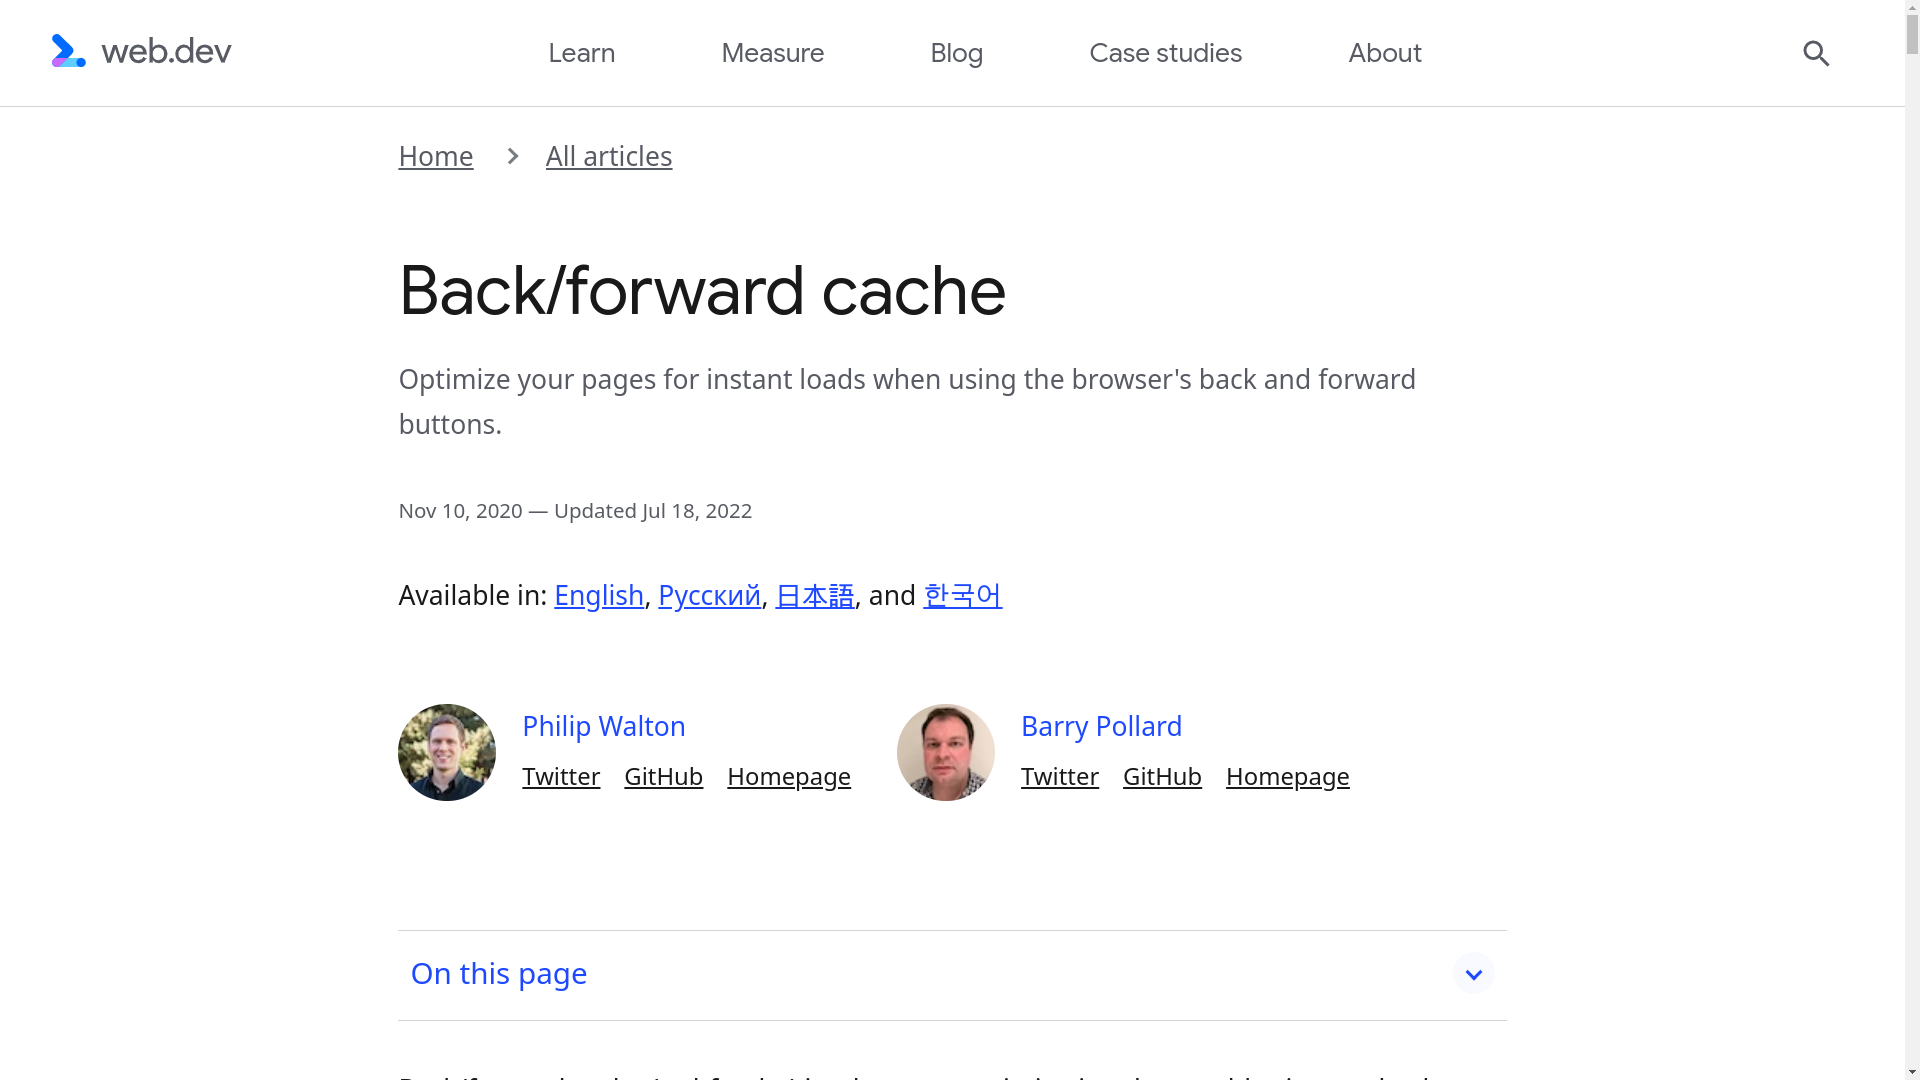 web.dev
Learn
Measure
Blog
Case studies
About
Home
All articles
Back/forward cache
Optimize your pages for instant loads when using the browser's back and forward
buttons.
Nov 10, 2020 — Updated Jul 18, 2022
Available in: English, Русский, 日本語, and 한국어
Philip Walton
Twitter GitHub Homepage
Barry Pollard
Twitter GitHub Homepage
On this page